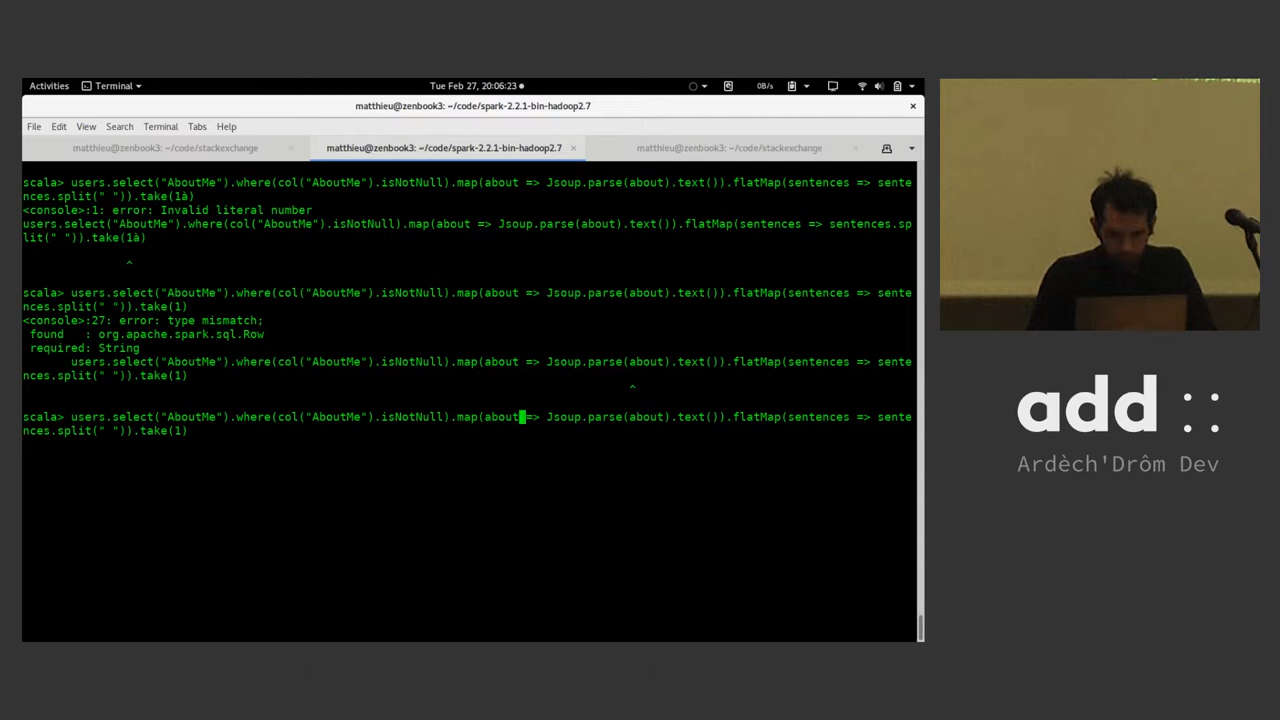 Activities Terminal Tue Feb 27, 20:06:23 0B/s
matthieu@zenbook3: ~/code/spark-2.2.1-bin-hadoop2.7
File Edit View Search Terminal Tabs Help
matthieu@zenbook3: ~/code/stackexchange matthieu@zenbook3: ~/code/spark-2.2.1-bin-hadoop2.7 matthieu@zenbook3: ~/code/stackexchange
scala> users.select("AboutMe").where(col("AboutMe").isNotNull).map(about => Jsoup.parse(about).text()).flatMap(sentences => sente
nces.split(" ")).take(1à)
<console>:1: error: Invalid literal number
users.select("AboutMe").where(col("AboutMe").isNotNull).map(about => Jsoup.parse(about).text()).flatMap(sentences => sentences.sp
lit(" ")).take(1à)
^
scala> users.select("AboutMe").where(col("AboutMe").isNotNull).map(about => Jsoup.parse(about).text()).flatMap(sentences => sente
nces.split(" ")).take(1)
<console>:27: error: type mismatch;
found   : org.apache.spark.sql.Row
required: String
users.select("AboutMe").where(col("AboutMe").isNotNull).map(about => Jsoup.parse(about).text()).flatMap(sentences => sente
nces.split(" ")).take(1)
^
scala> users.select("AboutMe").where(col("AboutMe").isNotNull).map(about => Jsoup.parse(about).text()).flatMap(sentences => sente
nces.split(" ")).take(1)
add ::
Ardèch'Drôm Dev